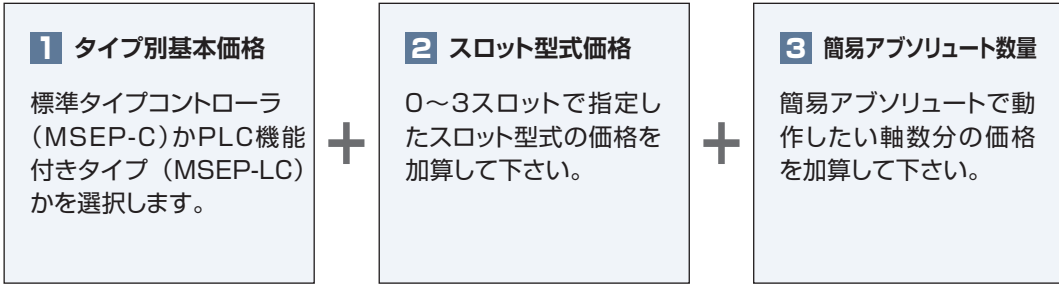 1 タイプ別基本価格
標準タイプコントローラ
(MSEP-C)かPLC機能
付きタイプ(MSEP-LC)
かを選択します。
+
2 スロット型式価格
0〜3スロットで指定し
たスロット型式の価格を
加算して下さい。
+
3 簡易アブソリュート数量
簡易アブソリュートで動
作したい軸数分の価格
を加算して下さい。